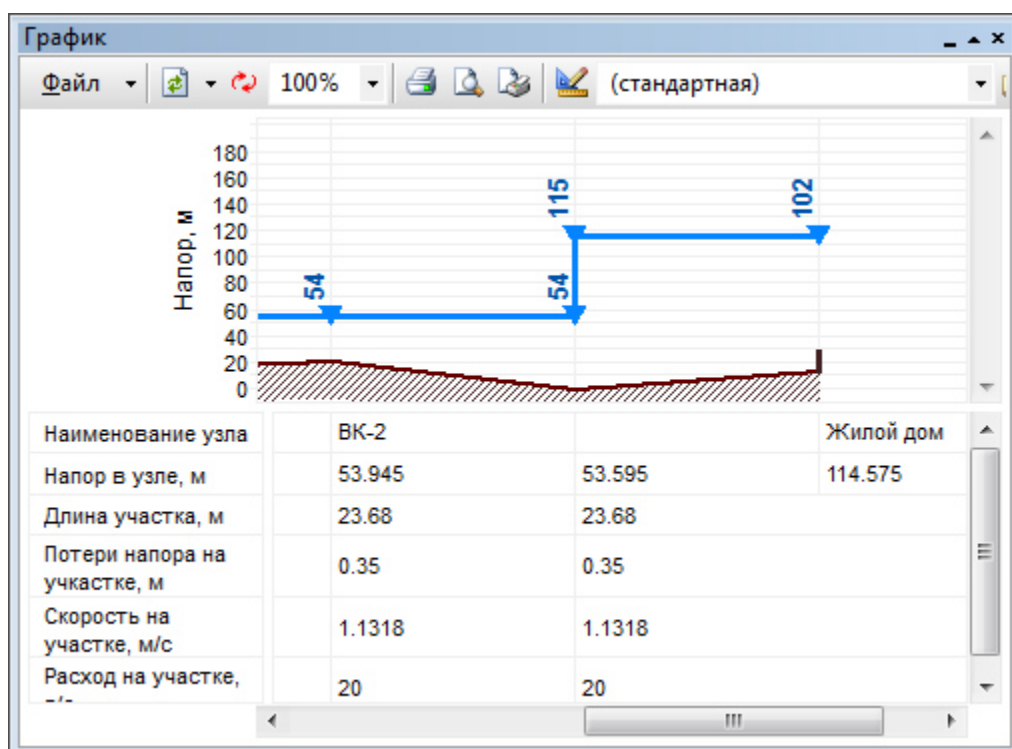 График
Файл 100% (стандартная)
Напор, м
180
160
140
120
100
80
60
40
20
0
54
115
54
102
Наименование узла ВК-2 Жилой дом
Напор в узле, м 53.945 53.595 114.575
Длина участка, м 23.68 23.68
Потери напора на
учкастке, м 0.35 0.35
Скорость на
участке, м/с 1.1318 1.1318
Расход на участке, 20 20